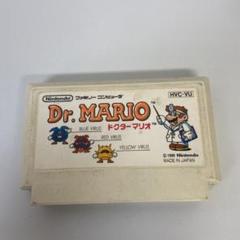 Nintendo ファミリーコンピュータ HVC-VU
Dr. MARIO™
ドクターマリオ
BLUE VIRUS
RED VIRUS
YELLOW VIRUS
© 1990 Nintendo
MADE IN JAPAN